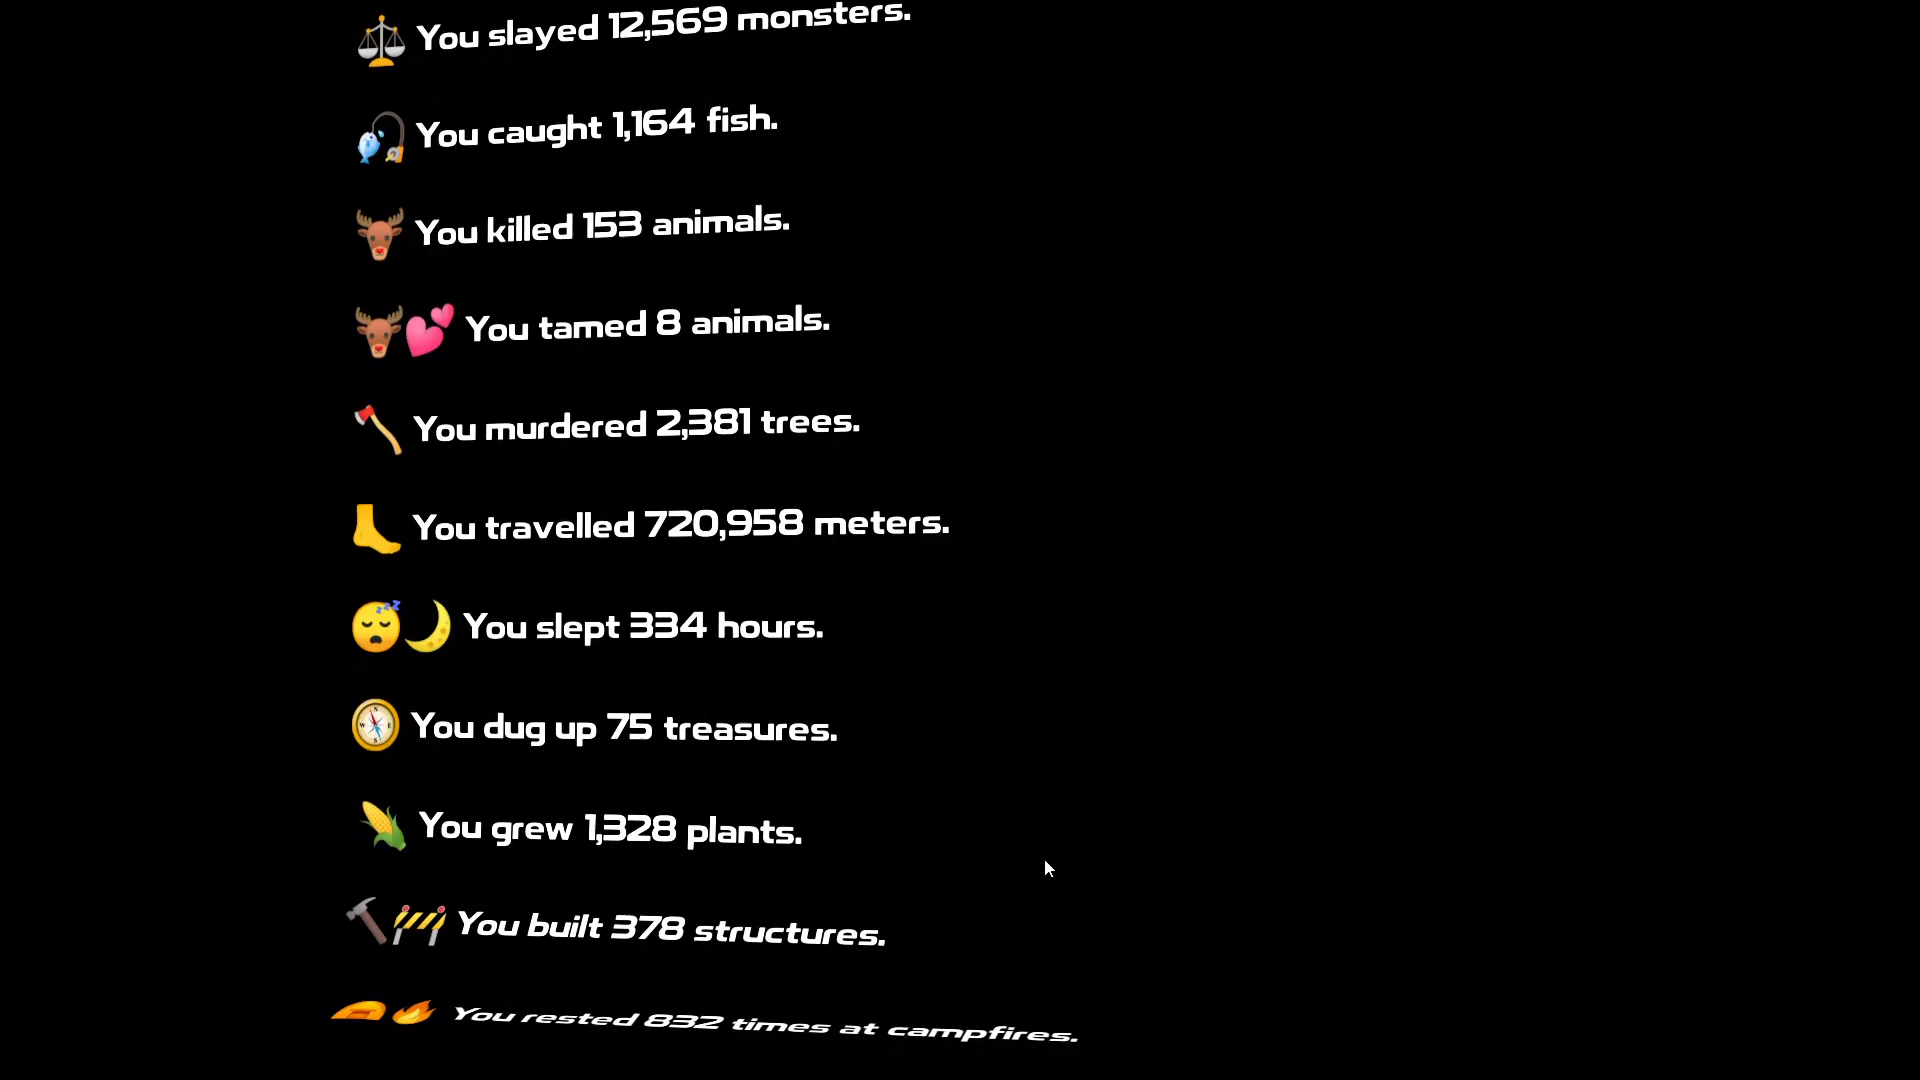 You slayed 12,569 monsters.
You caught 1,164 fish.
You killed 153 animals.
You tamed 8 animals.
You murdered 2,381 trees.
You travelled 720,958 meters.
You slept 334 hours.
You dug up 75 treasures.
You grew 1,328 plants.
You built 378 structures.
You rested 832 times at campfires.